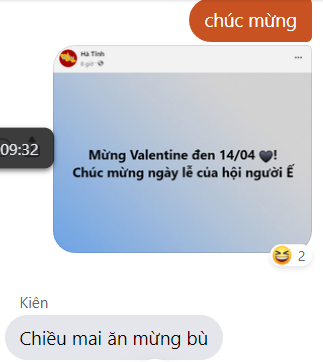 chúc mừng
Hà Tĩnh
8 giờ
09:32
Mừng Valentine đen 14/04 🖤!
Chúc mừng ngày lễ của hội người Ế
2
Kiên
Chiều mai ăn mừng bù